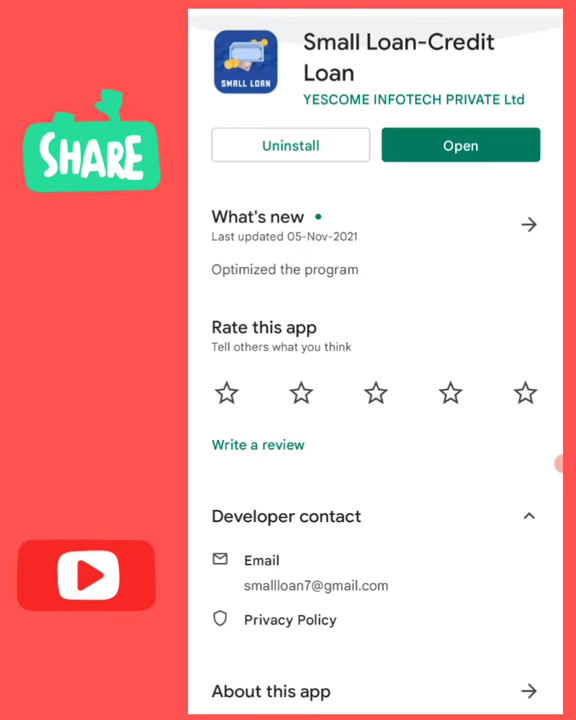 SHARE
SMALL LOAN
Small Loan-Credit
Loan
YESCOME INFOTECH PRIVATE Ltd
Uninstall
Open
What's new
Last updated 05-Nov-2021
Optimized the program
Rate this app
Tell others what you think
Write a review
Developer contact
Email
smallloan7@gmail.com
Privacy Policy
About this app